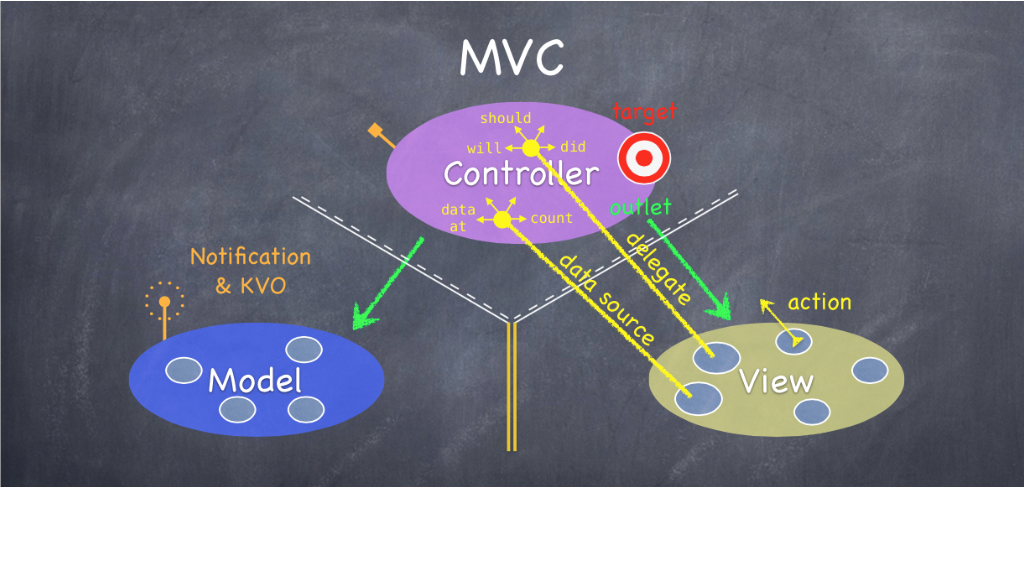 MVC
should
target
will
did
Controller
data
at
count
outlet
delegate
data source
Notification
& KVO
action
Model
View